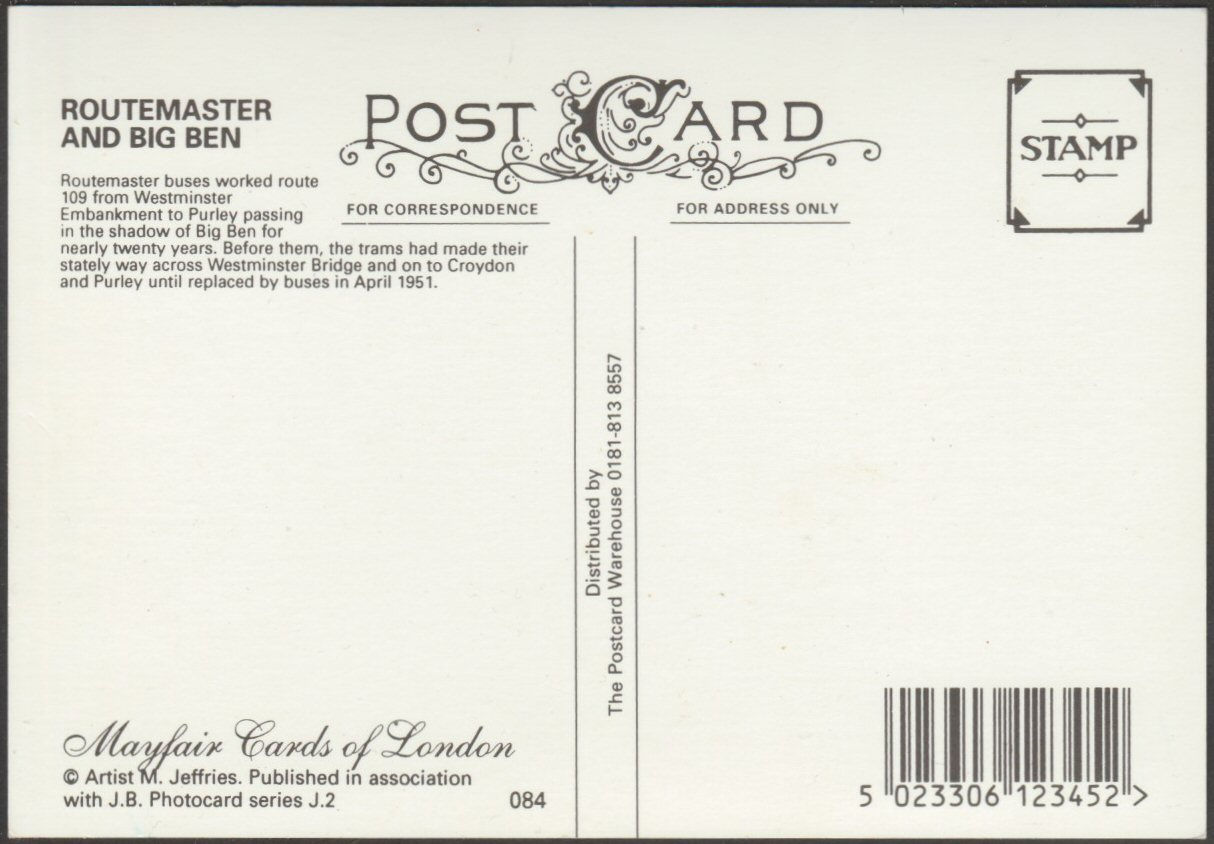 ROUTEMASTER
AND BIG BEN
Routemaster buses worked route
109 from Westminster
Embankment to Purley passing
in the shadow of Big Ben for
nearly twenty years. Before them, the trams had made their
stately way across Westminster Bridge and on to Croydon
and Purley until replaced by buses in April 1951.
POST CARD
FOR CORRESPONDENCE
FOR ADDRESS ONLY
STAMP
Distributed by
The Postcard Warehouse 0181-813 8557
Mayfair Cards of London
© Artist M. Jeffries. Published in association
with J.B. Photocard series J.2
084
5 023306 123452 >